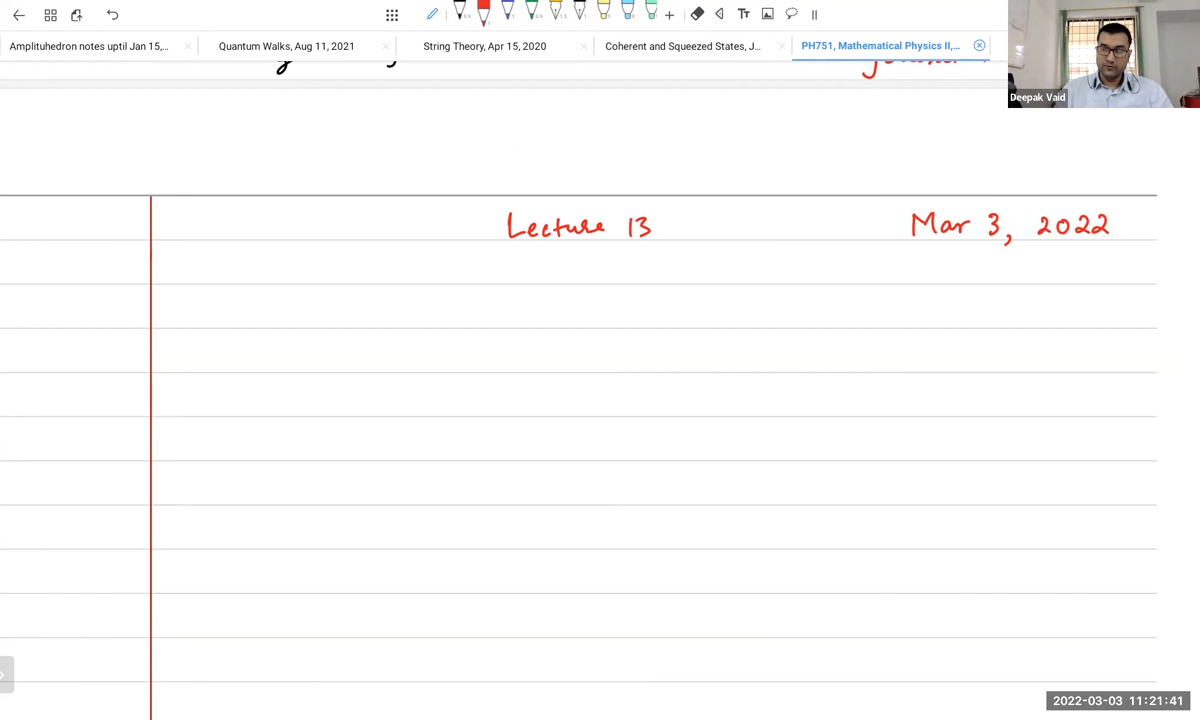 Amplituhedron notes uptil Jan 15,...
Quantum Walks, Aug 11, 2021
String Theory, Apr 15, 2020
Coherent and Squeezed States, J...
PH751, Mathematical Physics II,...
Deepak Vaid
Lecture 13
Mar 3, 2022
2022-03-03 11:21:41